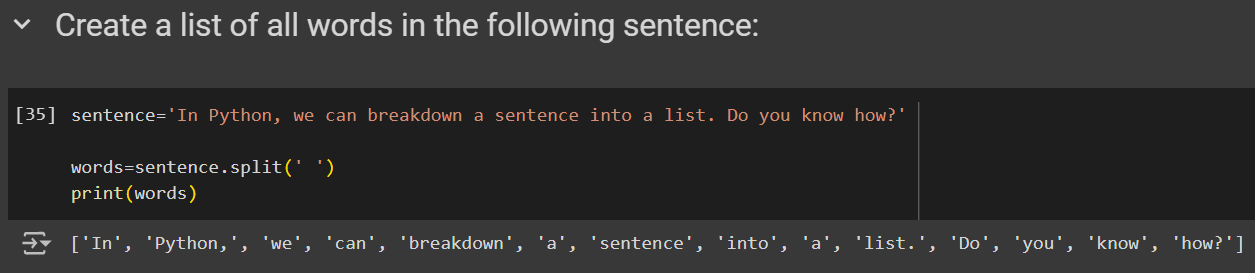 Create a list of all words in the following sentence:
[35] sentence='In Python, we can breakdown a sentence into a list. Do you know how?'
words=sentence.split(' ')
print(words)
['In', 'Python,', 'we', 'can', 'breakdown', 'a', 'sentence', 'into', 'a', 'list.', 'Do', 'you', 'know', 'how?']